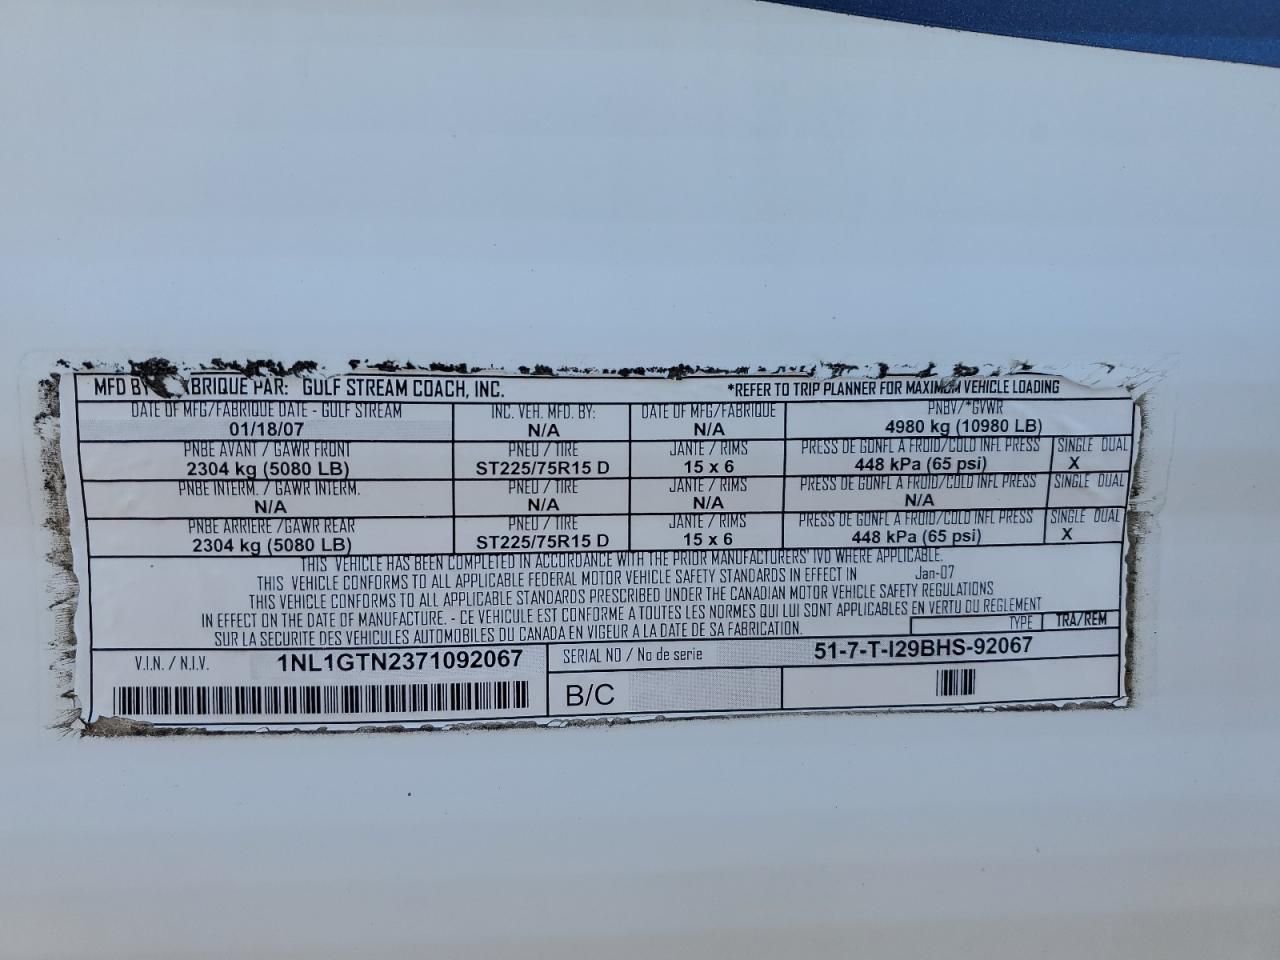 MFD BY BRIQUE PAR: GULF STREAM COACH, INC. *REFER TO TRIP PLANNER FOR MAXIMUM VEHICLE LOADING
DATE OF MFG/FABRIQUE DATE - GULF STREAM INC. VEH. MFD. BY: DATE OF MFG/FABRIQUE PNBV/*GVWR
01/18/07 N/A N/A 4980 kg (10980 LB)
PNBE AVANT / GAWR FRONT PNEU / TIRE JANTE / RIMS PRESS DE GONFL A FROID/COLD INFL PRESS SINGLE DUAL
2304 kg (5080 LB) ST225/75R15 D 15 x 6 448 kPa (65 psi) X
PNBE INTERM. / GAWR INTERM. PNEU / TIRE JANTE / RIMS PRESS DE GONFL A FROID/COLD INFL PRESS SINGLE DUAL
N/A N/A N/A N/A
PNBE ARRIERE /GAWR REAR PNEU / TIRE JANTE / RIMS PRESS DE GONFL A FROID/COLD INFL PRESS SINGLE DUAL
2304 kg (5080 LB) ST225/75R15 D 15 x 6 448 kPa (65 psi) X
THIS VEHICLE HAS BEEN COMPLETED IN ACCORDANCE WITH THE PRIOR MANUFACTURERS' IVD WHERE APPLICABLE.
THIS VEHICLE CONFORMS TO ALL APPLICABLE FEDERAL MOTOR VEHICLE SAFETY STANDARDS IN EFFECT IN Jan-07
THIS VEHICLE CONFORMS TO ALL APPLICABLE STANDARDS PRESCRIBED UNDER THE CANADIAN MOTOR VEHICLE SAFETY REGULATIONS
IN EFFECT ON THE DATE OF MANUFACTURE. - CE VEHICULE EST CONFORME A TOUTES LES NORMES QUI LUI SONT APPLICABLES EN VERTU DU REGLEMENT
SUR LA SECURITE DES VEHICULES AUTOMOBILES DU CANADA EN VIGEUR A LA DATE DE SA FABRICATION. TYPE TRA/REM
V.I.N. / N.I.V. 1NL1GTN2371092067 SERIAL NO / No de serie 51-7-T-I29BHS-92067
B/C